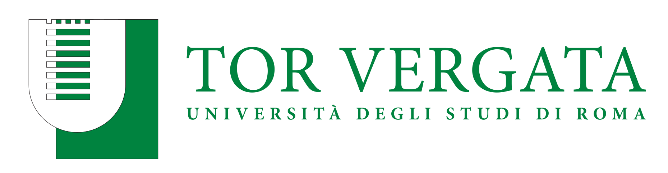 TOR VERGATA
UNIVERSITÀ DEGLI STUDI DI ROMA